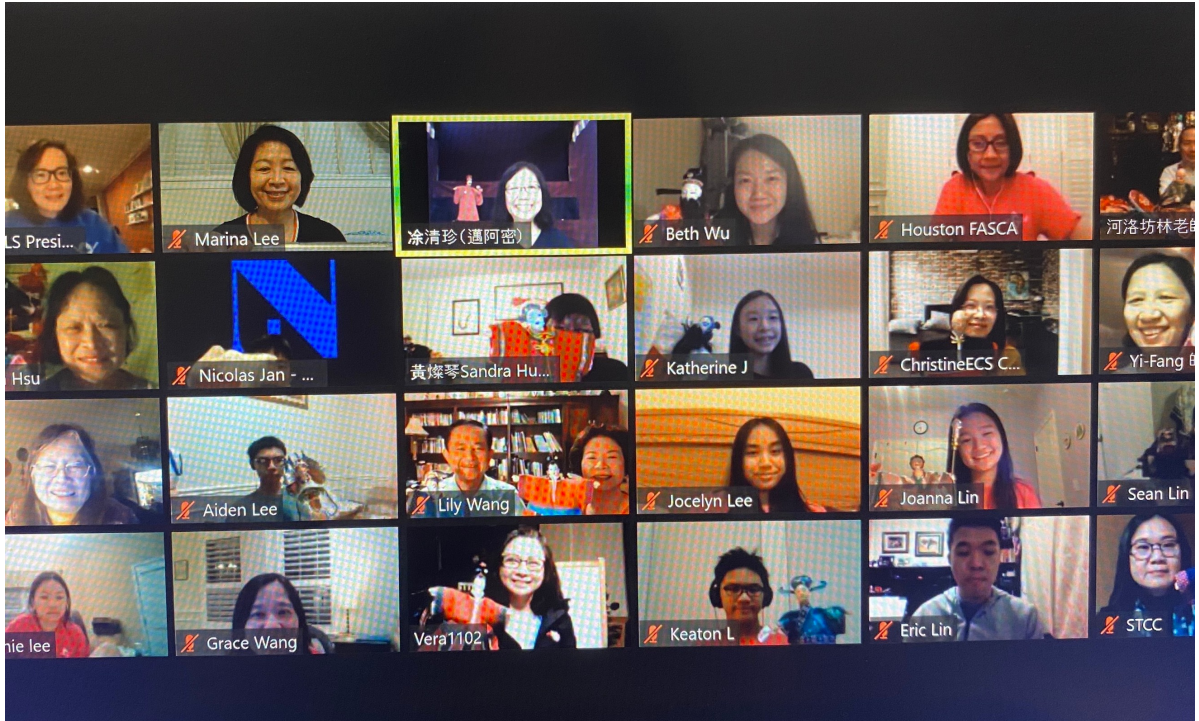 LS Presi...
Marina Lee
凃清珍(邁阿密)
Beth Wu
Houston FASCA
河洛坊林老師
Hsu
Nicolas Jan - ...
黃燦琴Sandra Hu...
Katherine J
ChristineECS C...
Yi-Fang
Aiden Lee
Lily Wang
Jocelyn Lee
Joanna Lin
Sean Lin
nie lee
Grace Wang
Vera1102
Keaton L
Eric Lin
STCC